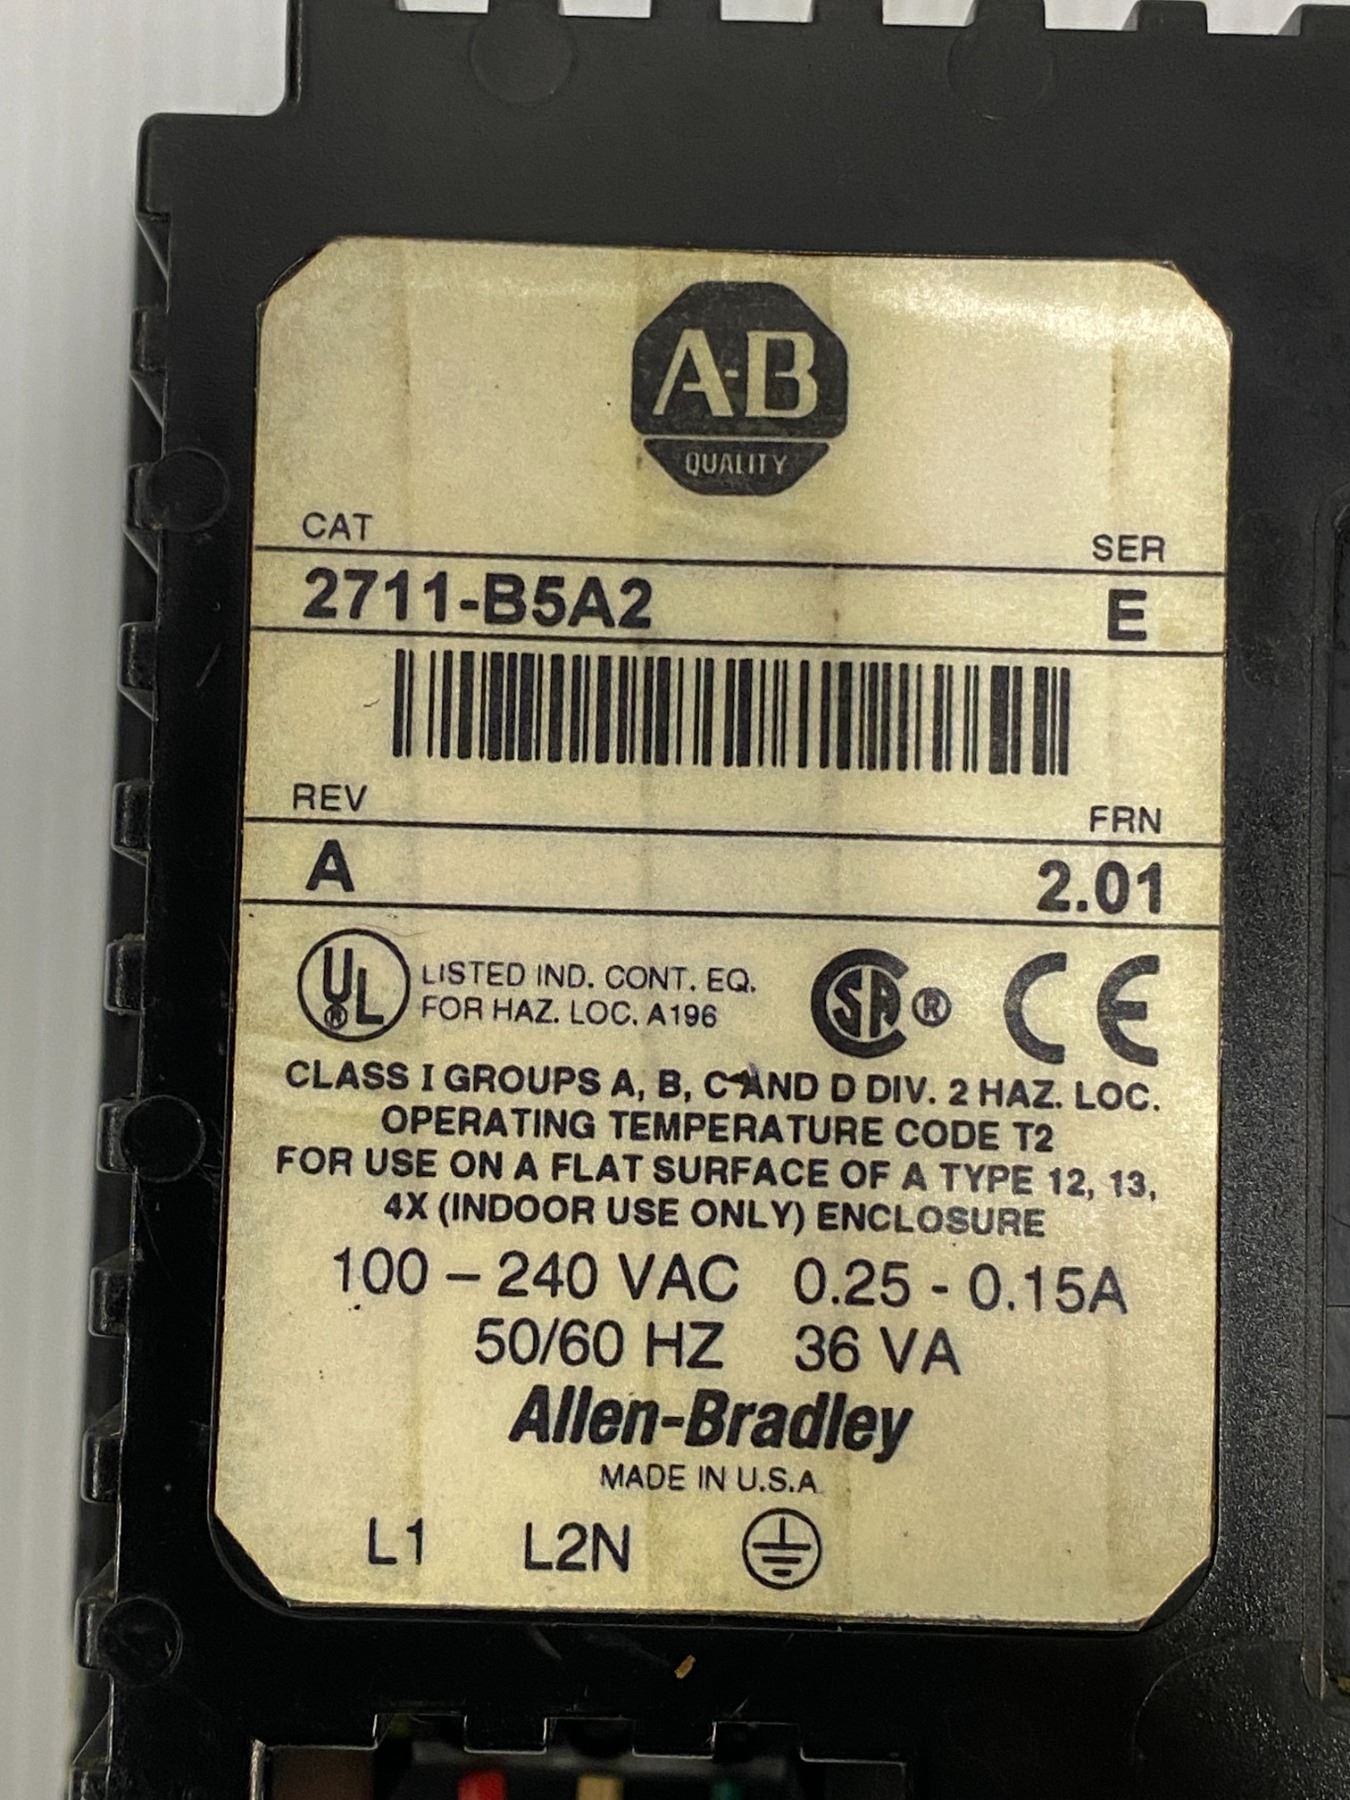 A-B
QUALITY
CAT SER
2711-B5A2 E
REV FRN
A 2.01
UL ® LISTED IND. CONT. EQ.
FOR HAZ. LOC. A196
SA ® CE
CLASS I GROUPS A, B, C AND D DIV. 2 HAZ. LOC.
OPERATING TEMPERATURE CODE T2
FOR USE ON A FLAT SURFACE OF A TYPE 12, 13,
4X (INDOOR USE ONLY) ENCLOSURE
100 – 240 VAC 0.25 - 0.15A
50/60 HZ 36 VA
Allen-Bradley
MADE IN U.S.A
L1 L2N